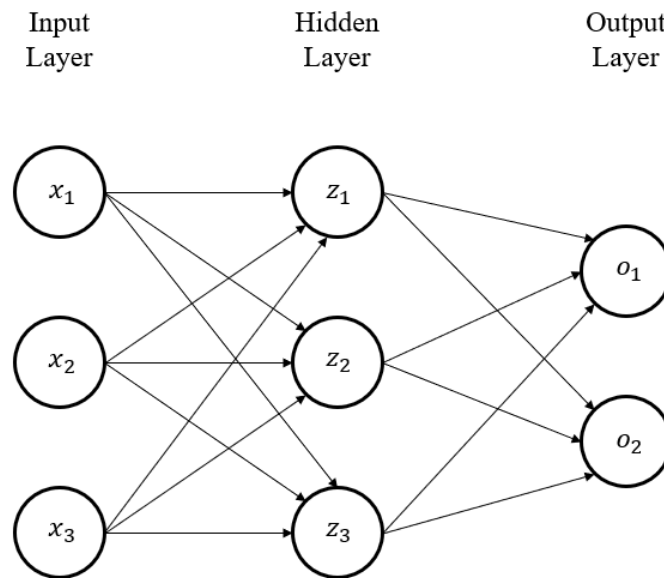 Input
Layer
Hidden
Layer
Output
Layer
x₁
z₁
o₁
x₂
z₂
o₂
x₃
z₃